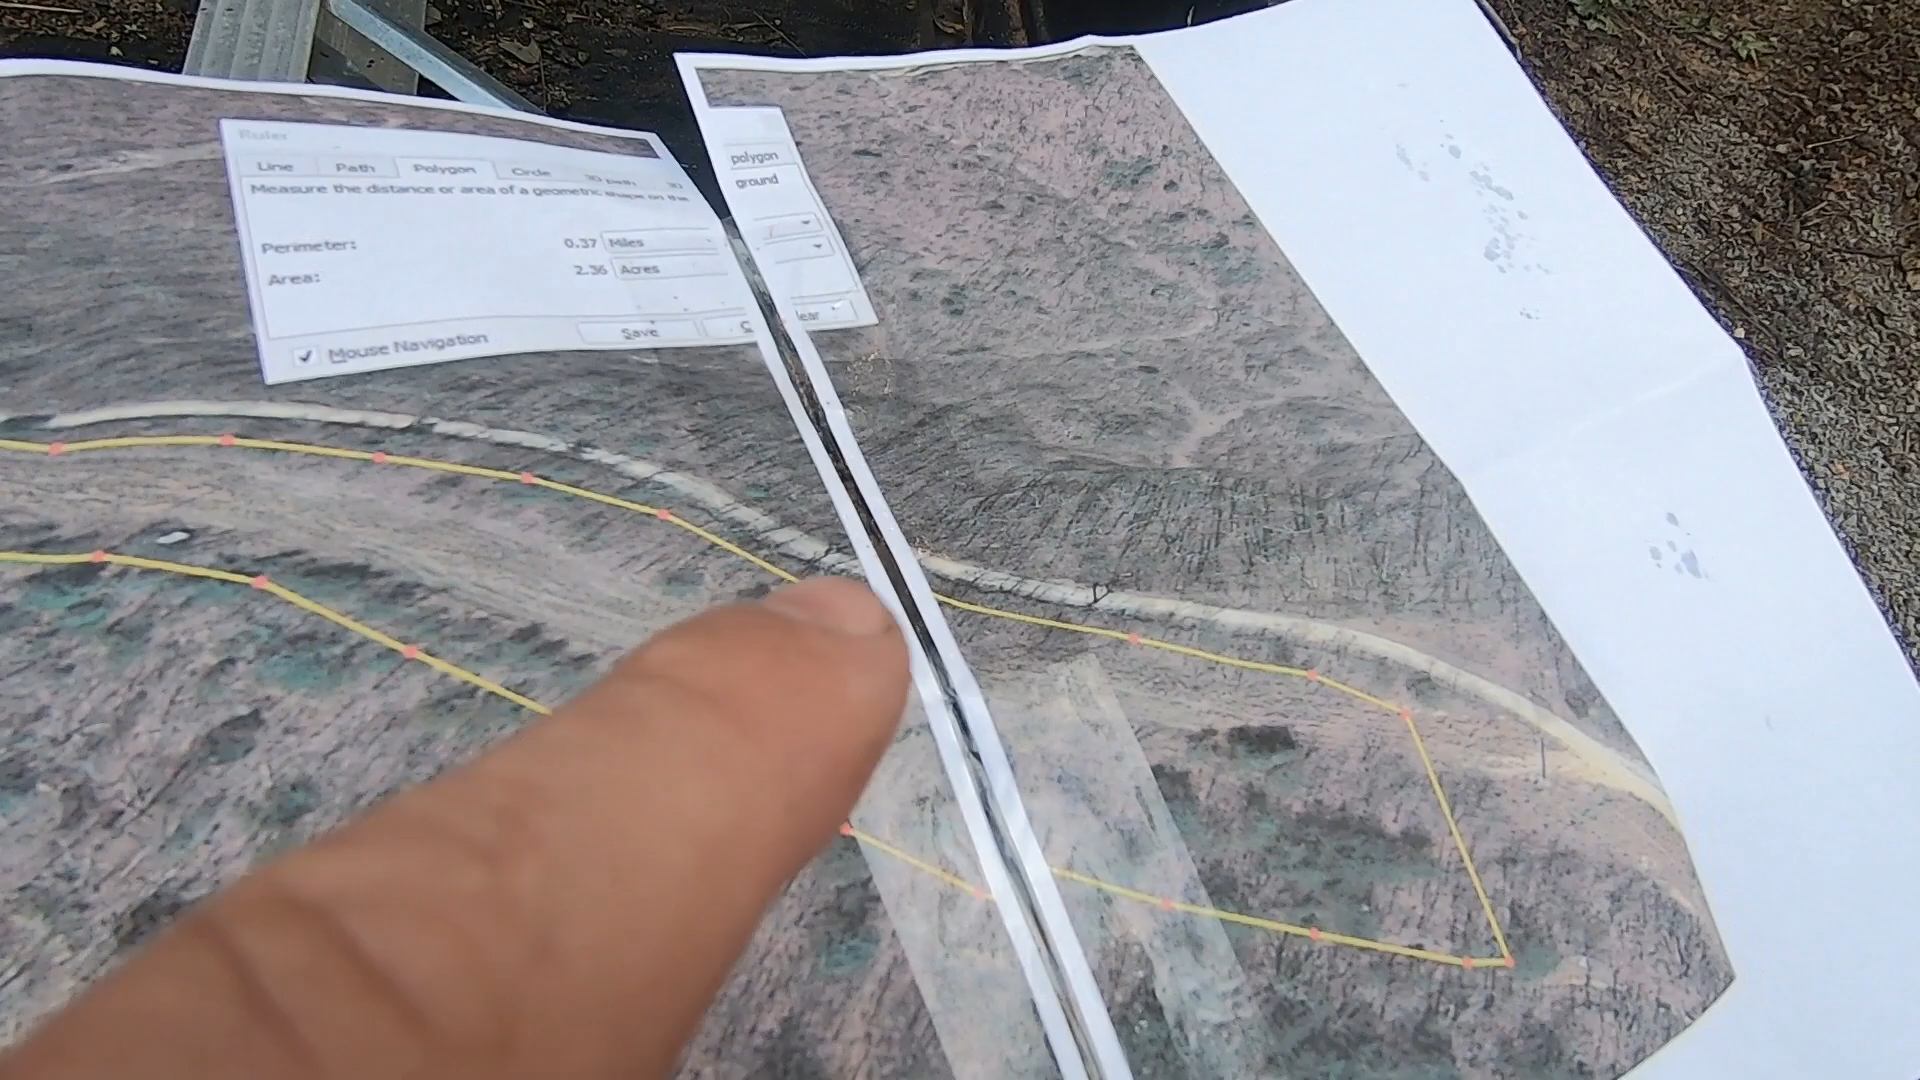 Ruler
Line Path Polygon Circle 3D path 3D polygon
Measure the distance or area of a geometric shape on the ground
Perimeter: 0.37 Miles
Area: 2.36 Acres
Mouse Navigation Save C lear